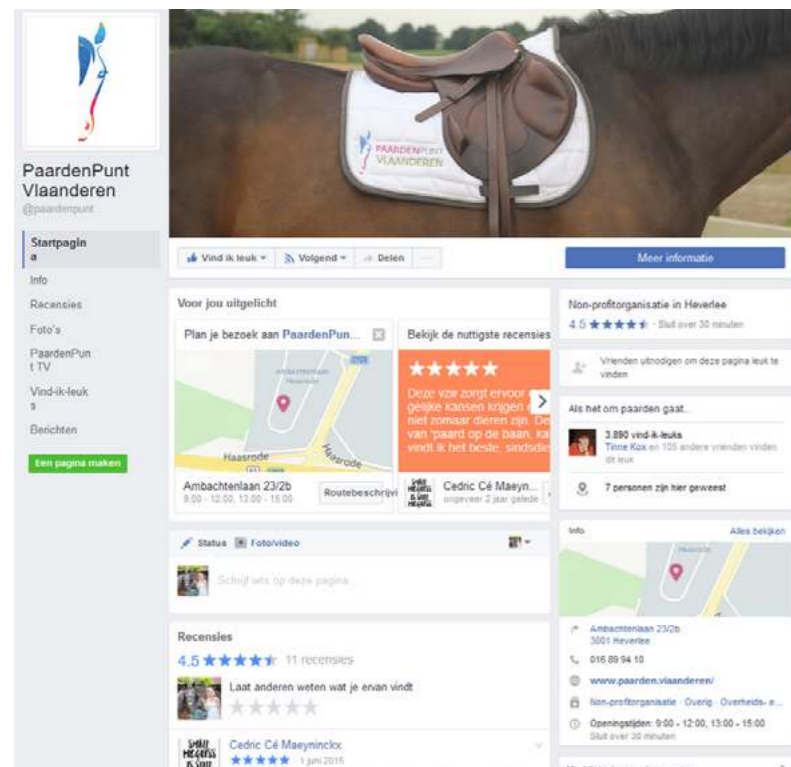 PaardenPunt
Vlaanderen
@paardenpunt
Startpagin
a
Info
Recensies
Foto's
PaardenPun
t TV
Vind-ik-leuk
s
Berichten
Een pagina maken
PAARDENPUNT
VLAANDEREN
Vind ik leuk
Volgend
Delen
Meer informatie
Voor jou uitgelicht
Plan je bezoek aan PaardenPun...
Ambachtenlaan
Haasrode
Haasrode
Ambachtenlaan 23/2b
9:00 - 12:00, 13:00 - 15:00
Routebeschrijvi
Bekijk de nuttigste recensies
Deze vzw zorgt ervoor
gelijke kansen krijgen
niet zomaar dieren zijn. De
van "paard op de baan, ka
vindt ik het beste, sindsdie
Cedric Cé Maeyn...
ongeveer 2 jaar gelede
Status
Foto/video
Schrijf iets op deze pagina...
Recensies
4.5
11 recensies
Laat anderen weten wat je ervan vindt
Cedric Cé Maeyninckx
1 juni 2015
Non-profitorganisatie in Heverlee
4.5 · Sluit over 30 minuten
Vrienden uitnodigen om deze pagina leuk te
vinden
Als het om paarden gaat...
3.890 vind-ik-leuks
Tinne Kox en 105 andere vrienden vinden
dit leuk
7 personen zijn hier geweest
Info
Alles bekijken
Ambachtenlaan 23/2b
3001 Heverlee
016 89 94 10
www.paarden.vlaanderen/
Non-profitorganisatie · Overig · Overheids- e...
Openingstijden: 9:00 - 12:00, 13:00 - 15:00
Sluit over 30 minuten